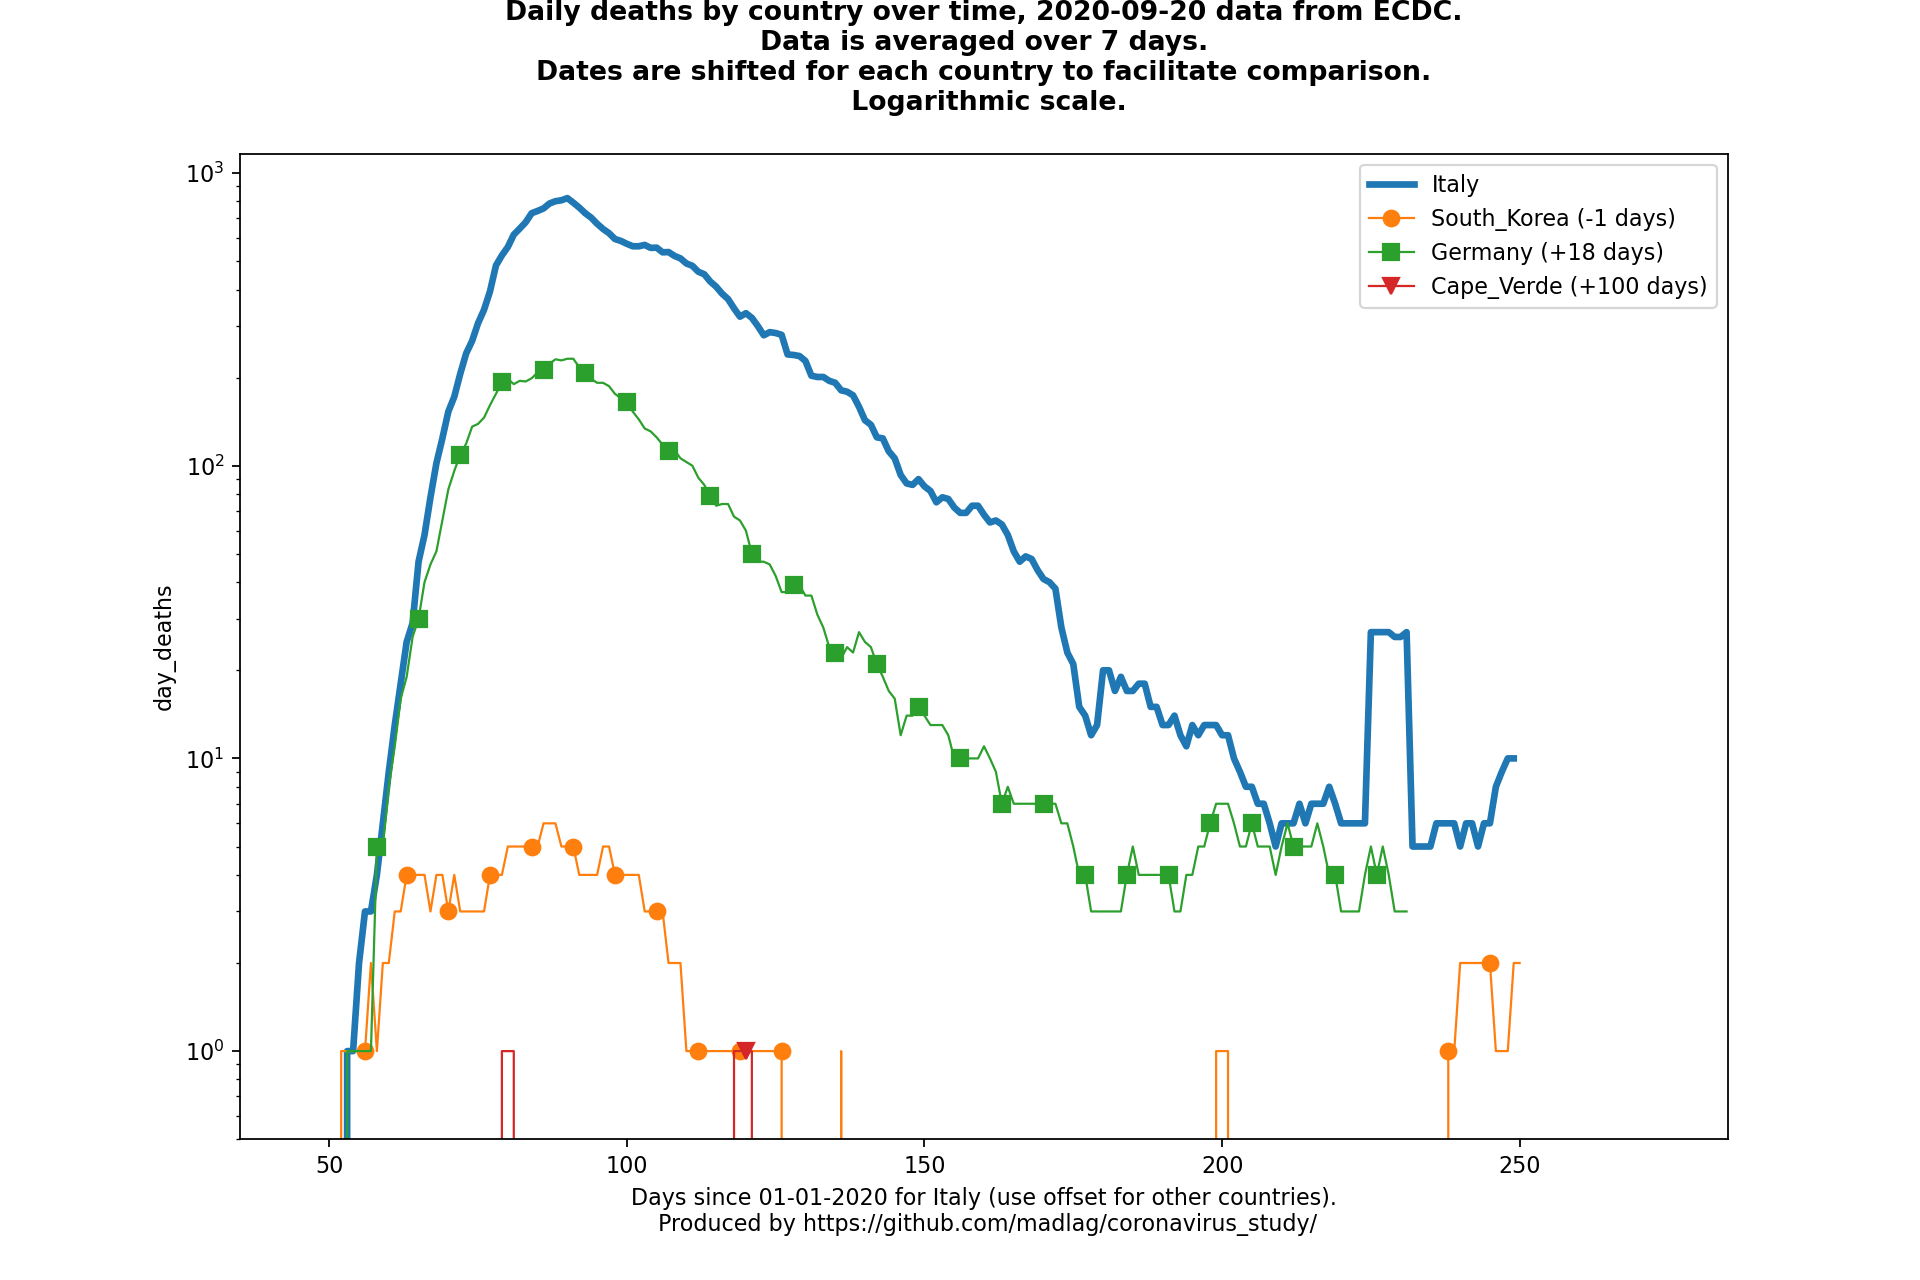 Daily deaths by country over time, 2020-09-20 data from ECDC.
Data is averaged over 7 days.
Dates are shifted for each country to facilitate comparison.
Logarithmic scale.
10³
10²
10¹
10⁰
day_deaths
Italy
South_Korea (-1 days)
Germany (+18 days)
Cape_Verde (+100 days)
50
100
150
200
250
Days since 01-01-2020 for Italy (use offset for other countries).
Produced by https://github.com/madlag/coronavirus_study/